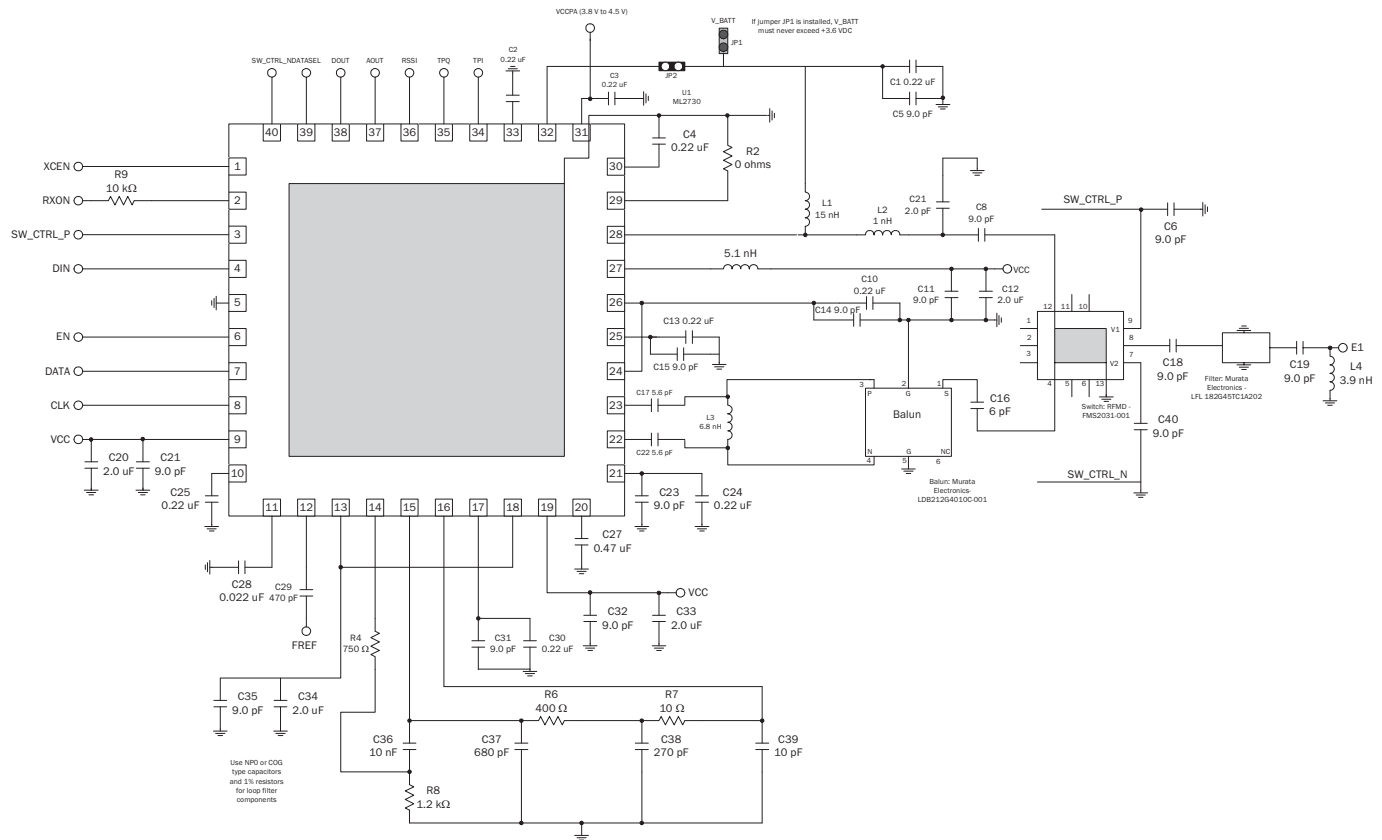 VCCPA (3.8 V to 4.5 V)
V_BATT
If jumper JP1 is installed, V_BATT
must never exceed +3.6 VDC
JP1
SW_CTRL_N
DATASEL
DOUT
AOUT
RSSI
TPQ
TPI
C2
0.22 uF
C3
0.22 uF
JP2
U1
ML2730
C1 0.22 uF
C5 9.0 pF
40
39
38
37
36
35
34
33
32
31
C4
0.22 uF
R2
0 ohms
XCEN
1
30
R9
10 kΩ
RXON
2
29
SW_CTRL_P
3
28
L1
15 nH
L2
1 nH
C21
2.0 pF
C8
9.0 pF
SW_CTRL_P
C6
9.0 pF
DIN
4
27
5.1 nH
VCC
5
26
C10
0.22 uF
C14 9.0 pF
C11
9.0 pF
C12
2.0 uF
EN
6
25
C13 0.22 uF
C15 9.0 pF
DATA
7
24
CLK
8
23
C17 5.6 pF
VCC
9
22
C22 5.6 pF
L3
6.8 nH
3
2
1
P
G
S
Balun
N
G
NC
4
5
6
Balun: Murata
Electronics-
LDB212G4010C-001
C16
6 pF
12
11
10
1
2
3
V1
V2
9
8
7
4
5
6
13
Switch: RFMD -
FMS2031-001
C18
9.0 pF
Filter: Murata
Electronics -
LFL 182G45TC1A202
C19
9.0 pF
E1
L4
3.9 nH
C40
9.0 pF
SW_CTRL_N
C20
2.0 uF
C21
9.0 pF
10
21
C25
0.22 uF
C23
9.0 pF
C24
0.22 uF
11
12
13
14
15
16
17
18
19
20
C27
0.47 uF
C28
0.022 uF
C29
470 pF
FREF
VCC
C32
9.0 pF
C33
2.0 uF
R4
750 Ω
C31
9.0 pF
C30
0.22 uF
C35
9.0 pF
C34
2.0 uF
R6
400 Ω
R7
10 Ω
C36
10 nF
C37
680 pF
C38
270 pF
C39
10 pF
R8
1.2 kΩ
Use NPO or COG
type capacitors
and 1% resistors
for loop filter
components